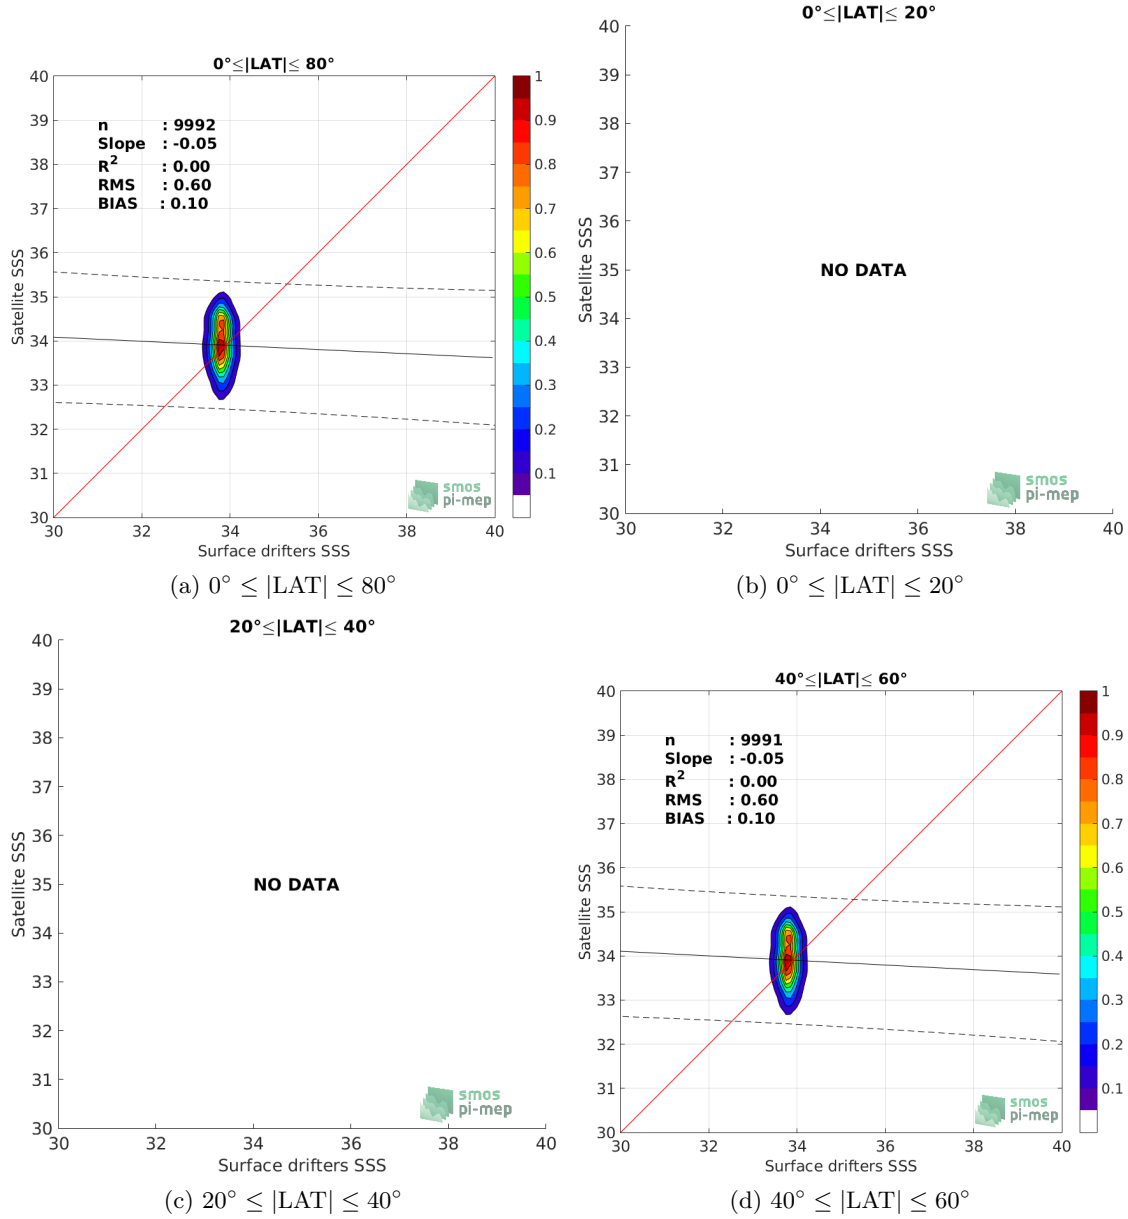 0°≤|LAT|≤ 80°
n : 9992
Slope : -0.05
R² : 0.00
RMS : 0.60
BIAS : 0.10
40
39
38
37
36
35
34
33
32
31
30
30 32 34 36 38 40
Satellite SSS
Surface drifters SSS
1
0.9
0.8
0.7
0.6
0.5
0.4
0.3
0.2
0.1
smos
pi-mep
(a) 0° ≤ |LAT| ≤ 80°
0°≤|LAT|≤ 20°
40
39
38
37
36
35
34
33
32
31
30
30 32 34 36 38 40
Satellite SSS
Surface drifters SSS
NO DATA
smos
pi-mep
(b) 0° ≤ |LAT| ≤ 20°
20°≤|LAT|≤ 40°
40
39
38
37
36
35
34
33
32
31
30
30 32 34 36 38 40
Satellite SSS
Surface drifters SSS
NO DATA
smos
pi-mep
(c) 20° ≤ |LAT| ≤ 40°
40°≤|LAT|≤ 60°
n : 9991
Slope : -0.05
R² : 0.00
RMS : 0.60
BIAS : 0.10
40
39
38
37
36
35
34
33
32
31
30
30 32 34 36 38 40
Satellite SSS
Surface drifters SSS
1
0.9
0.8
0.7
0.6
0.5
0.4
0.3
0.2
0.1
smos
pi-mep
(d) 40° ≤ |LAT| ≤ 60°